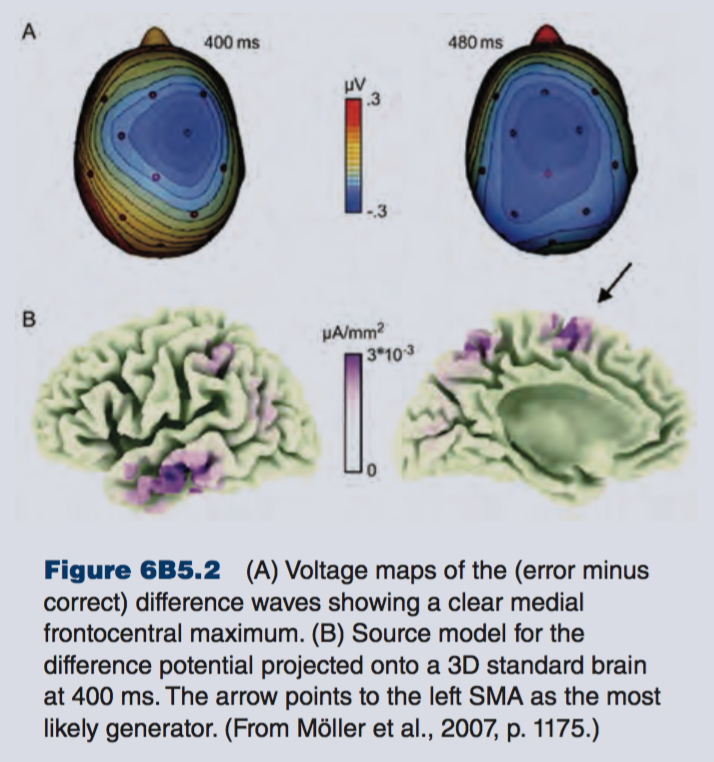 A
400 ms
480 ms
µV
.3
-.3
B
µA/mm²
3*10⁻³
0
Figure 6B5.2 (A) Voltage maps of the (error minus
correct) difference waves showing a clear medial
frontocentral maximum. (B) Source model for the
difference potential projected onto a 3D standard brain
at 400 ms. The arrow points to the left SMA as the most
likely generator. (From Möller et al., 2007, p. 1175.)